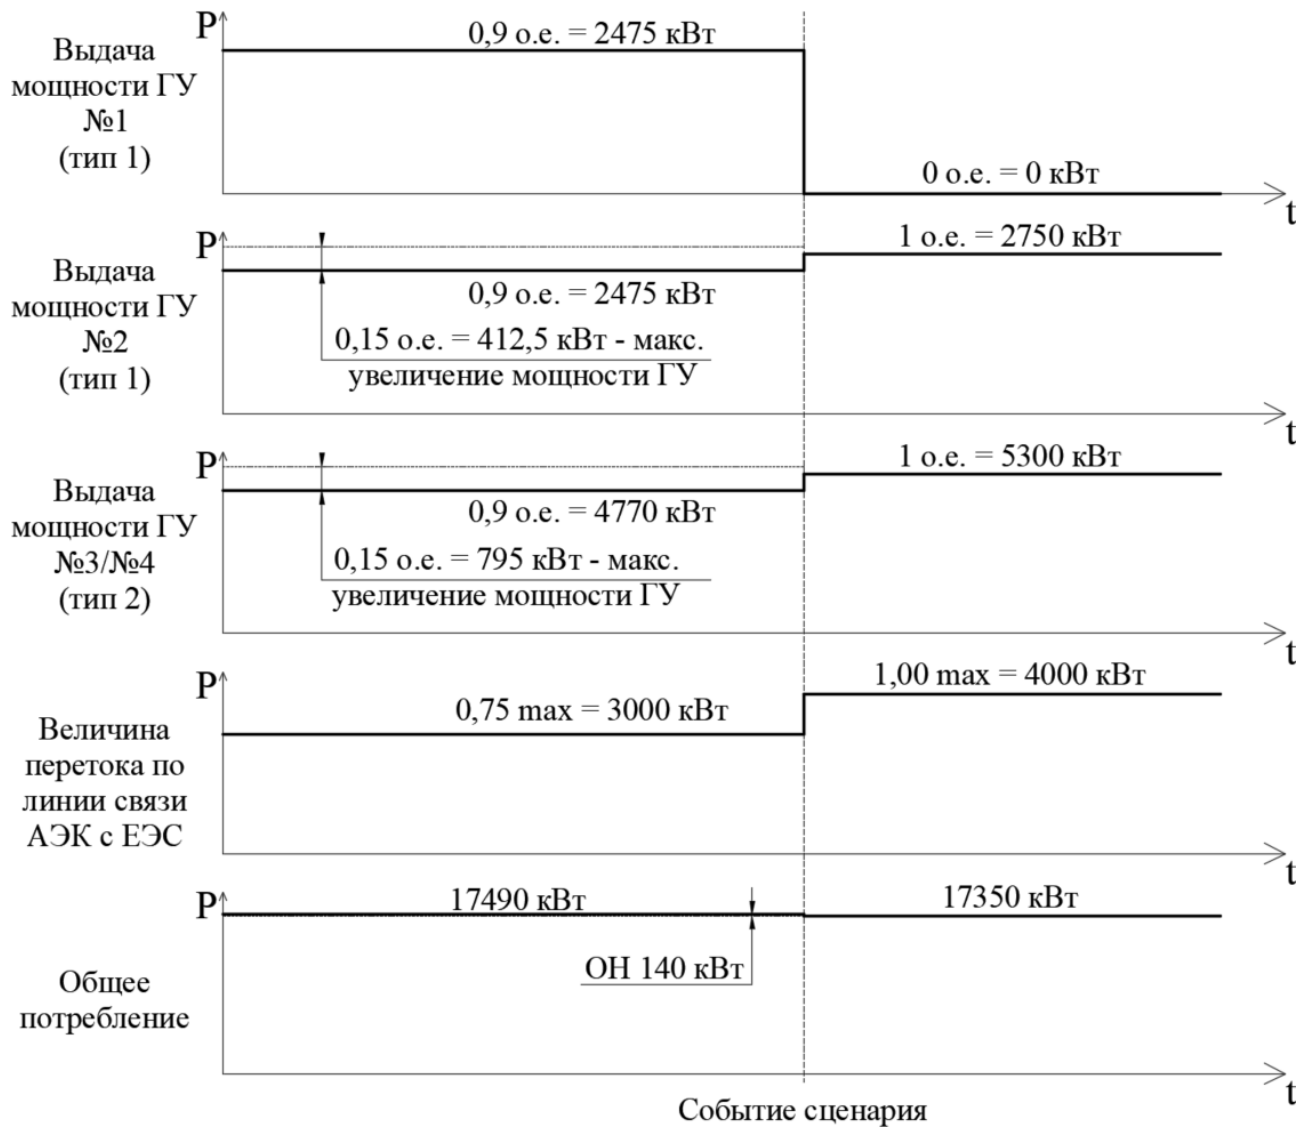 P
0,9 о.е. = 2475 кВт
Выдача
мощности ГУ
№1
(тип 1)
0 о.е. = 0 кВт
t
P
1 о.е. = 2750 кВт
Выдача
мощности ГУ
№2
(тип 1)
0,9 о.е. = 2475 кВт
0,15 о.е. = 412,5 кВт - макс.
увеличение мощности ГУ
t
P
1 о.е. = 5300 кВт
Выдача
мощности ГУ
№3/№4
(тип 2)
0,9 о.е. = 4770 кВт
0,15 о.е. = 795 кВт - макс.
увеличение мощности ГУ
t
P
1,00 max = 4000 кВт
0,75 max = 3000 кВт
Величина
перетока по
линии связи
АЭК с ЕЭС
t
P
17490 кВт
17350 кВт
ОН 140 кВт
Общее
потребление
t
Событие сценария